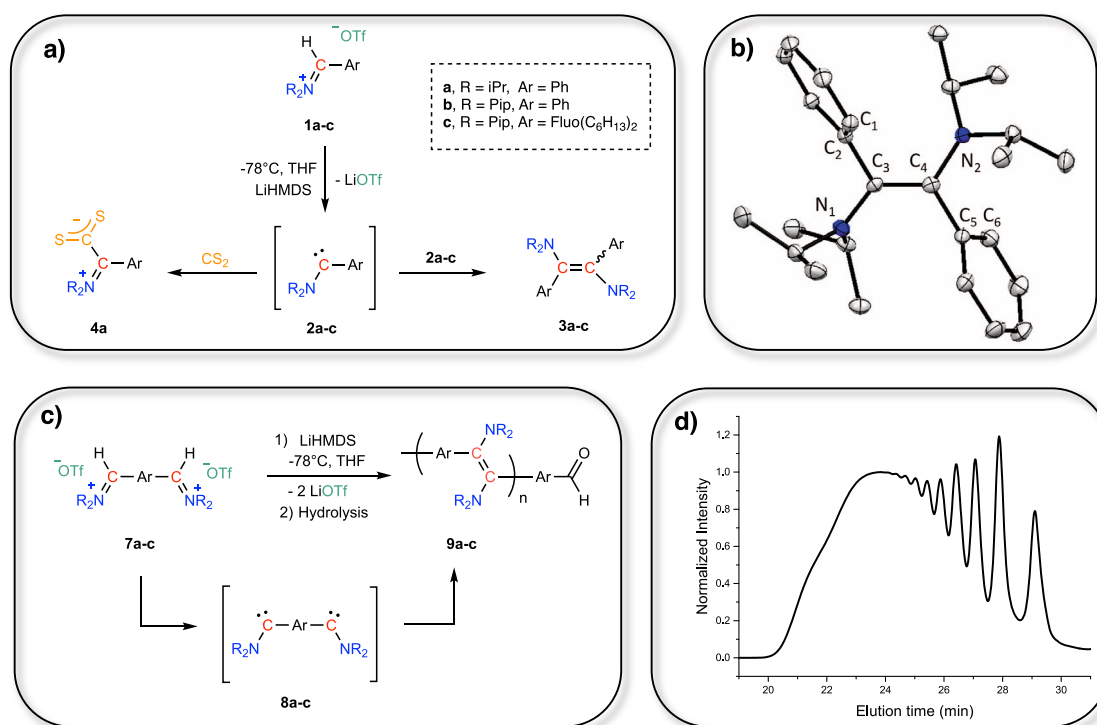 a)
H
−OTf
C
Ar
+
R2N
1a-c
a, R = iPr, Ar = Ph
b, R = Pip, Ar = Ph
c, R = Pip, Ar = Fluo(C6H13)2
-78°C, THF
LiHMDS
- LiOTf
−
S
S
C
C
Ar
+
R2N
4a
CS2
C
Ar
R2N
2a-c
2a-c
R2N
Ar
C=C
Ar
NR2
3a-c
b)
C1
C2
C3
C4
N2
N1
C5
C6
c)
−OTf
H
H
−OTf
C
Ar
C
+
R2N
+
NR2
7a-c
1) LiHMDS
-78°C, THF
- 2 LiOTf
2) Hydrolysis
NR2
Ar
C
C
R2N
n
Ar
C
O
H
9a-c
C
Ar
C
R2N
NR2
8a-c
d)
Normalized Intensity
1,2
1.0
0.8
0.6
0.4
0.2
0.0
20 22 24 26 28 30
Elution time (min)